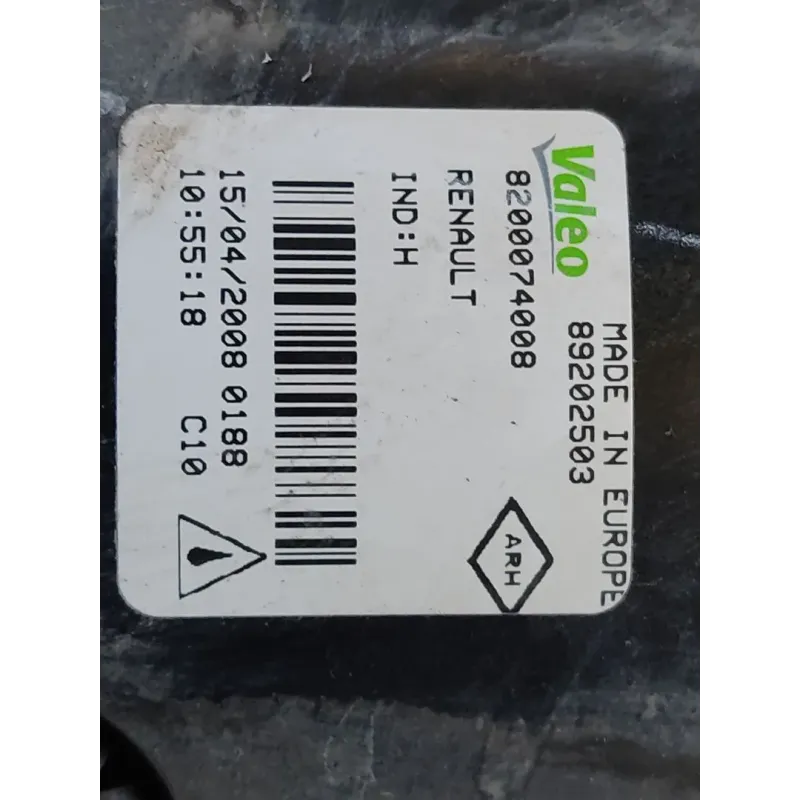 Valeo
MADE IN EUROPE
89202503
8200074008
RENAULT
IND:H
ARH
15/04/2008 0188
10:55:18 C10